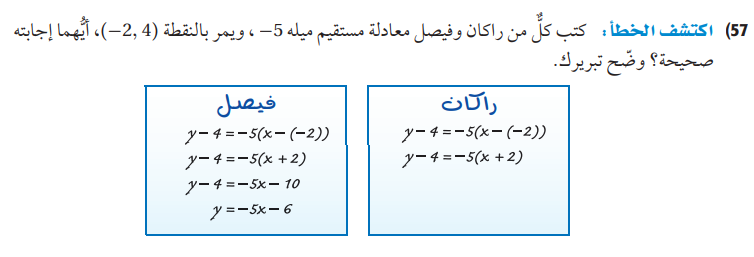 57) اكتشف الخطأ: كتب كلٌّ من راكان وفيصل معادلة مستقيم ميله 5− ، ويمر بالنقطة (−2, 4)، أيُّهما إجابته
صحيحة؟ وضّح تبريرك.
راكان
y − 4 = −5(x − (−2))
y − 4 = −5(x + 2)
فيصل
y − 4 = −5(x − (−2))
y − 4 = −5(x + 2)
y − 4 = −5x − 10
y = −5x − 6